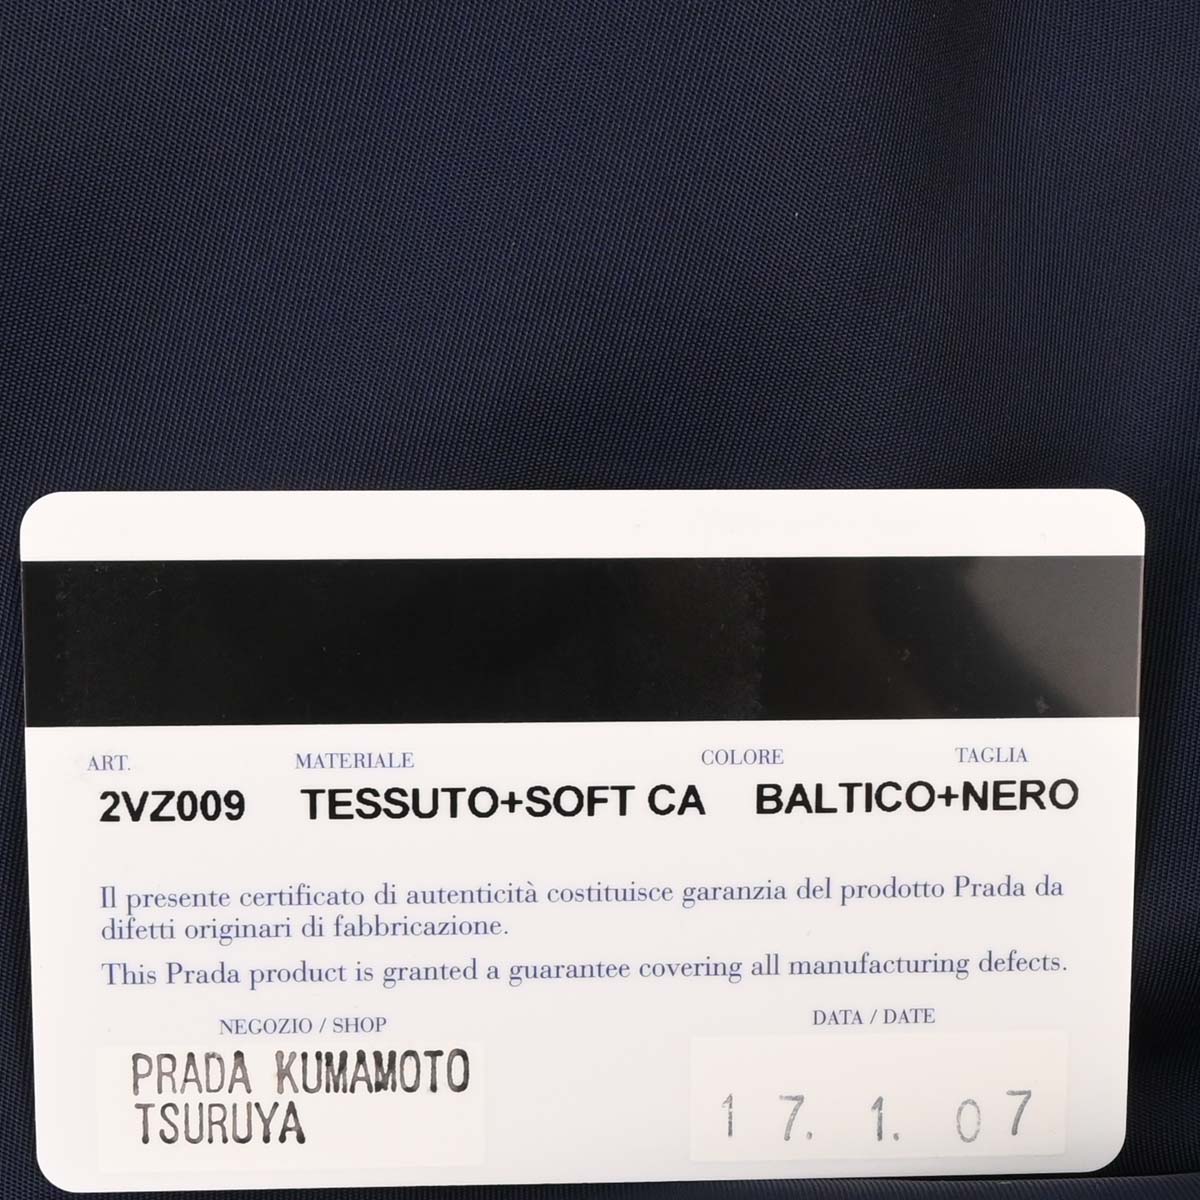 ART. MATERIALE COLORE TAGLIA
2VZ009 TESSUTO+SOFT CA BALTICO+NERO
Il presente certificato di autenticità costituisce garanzia del prodotto Prada da
difetti originari di fabbricazione.
This Prada product is granted a guarantee covering all manufacturing defects.
NEGOZIO / SHOP DATA / DATE
PRADA KUMAMOTO
TSURUYA
17. 1. 07